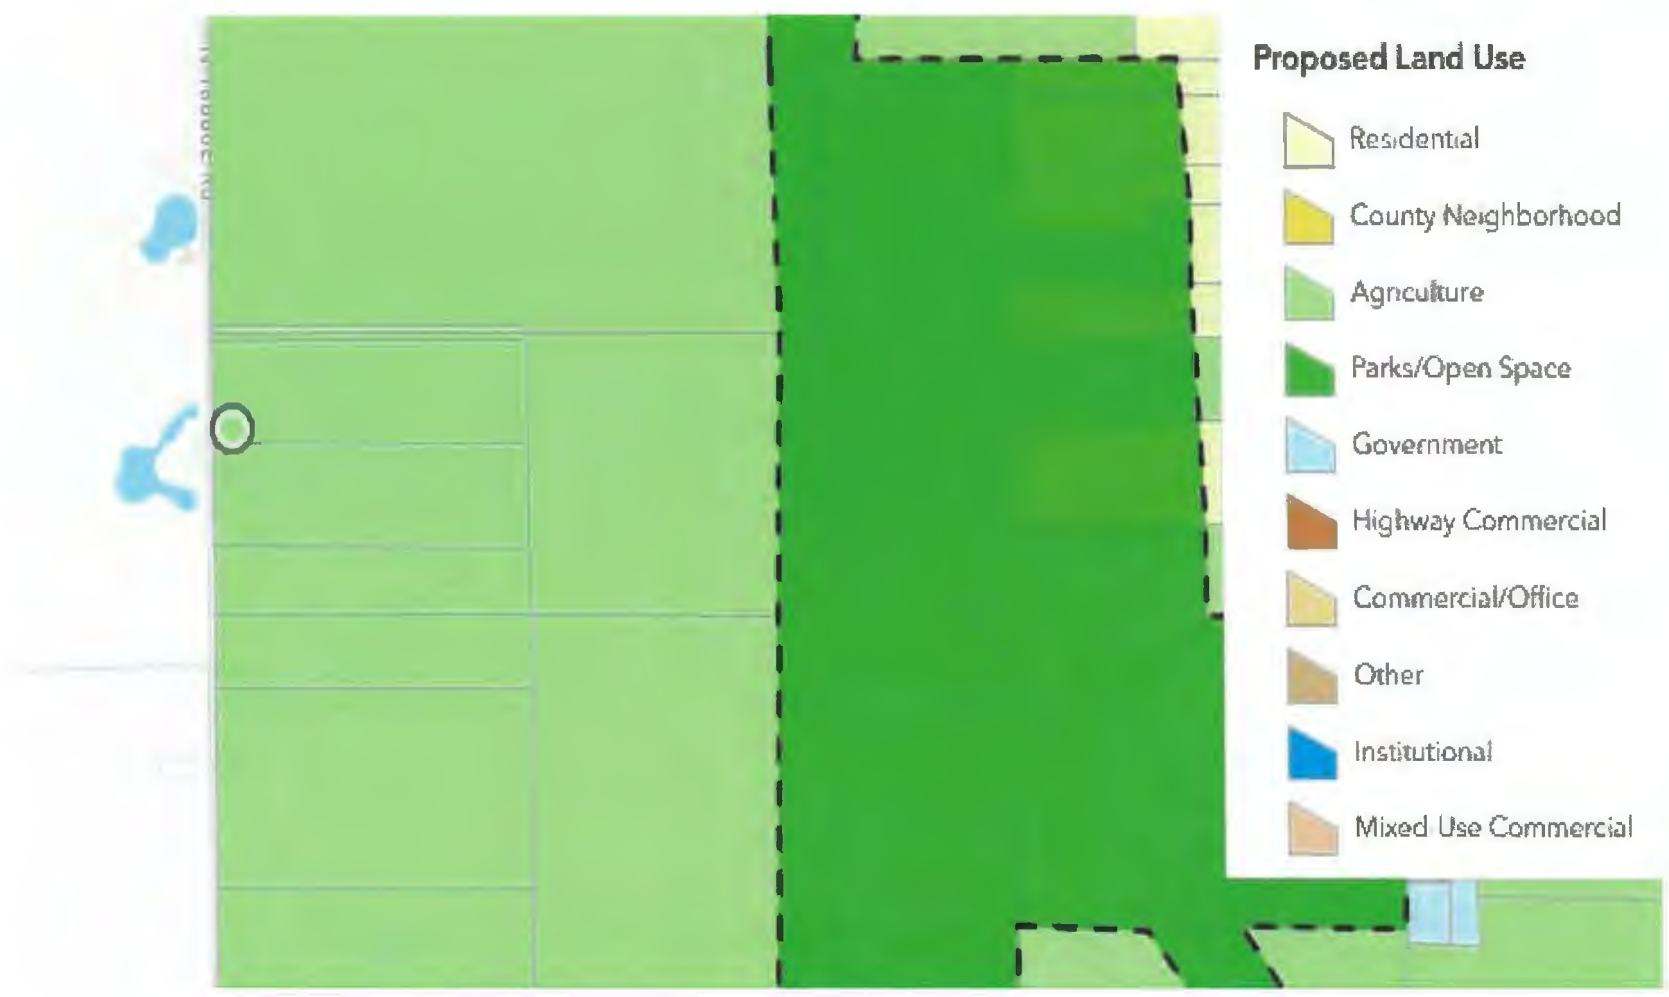 Proposed Land Use
Residential
County Neighborhood
Agriculture
Parks/Open Space
Government
Highway Commercial
Commercial/Office
Other
Institutional
Mixed Use Commercial